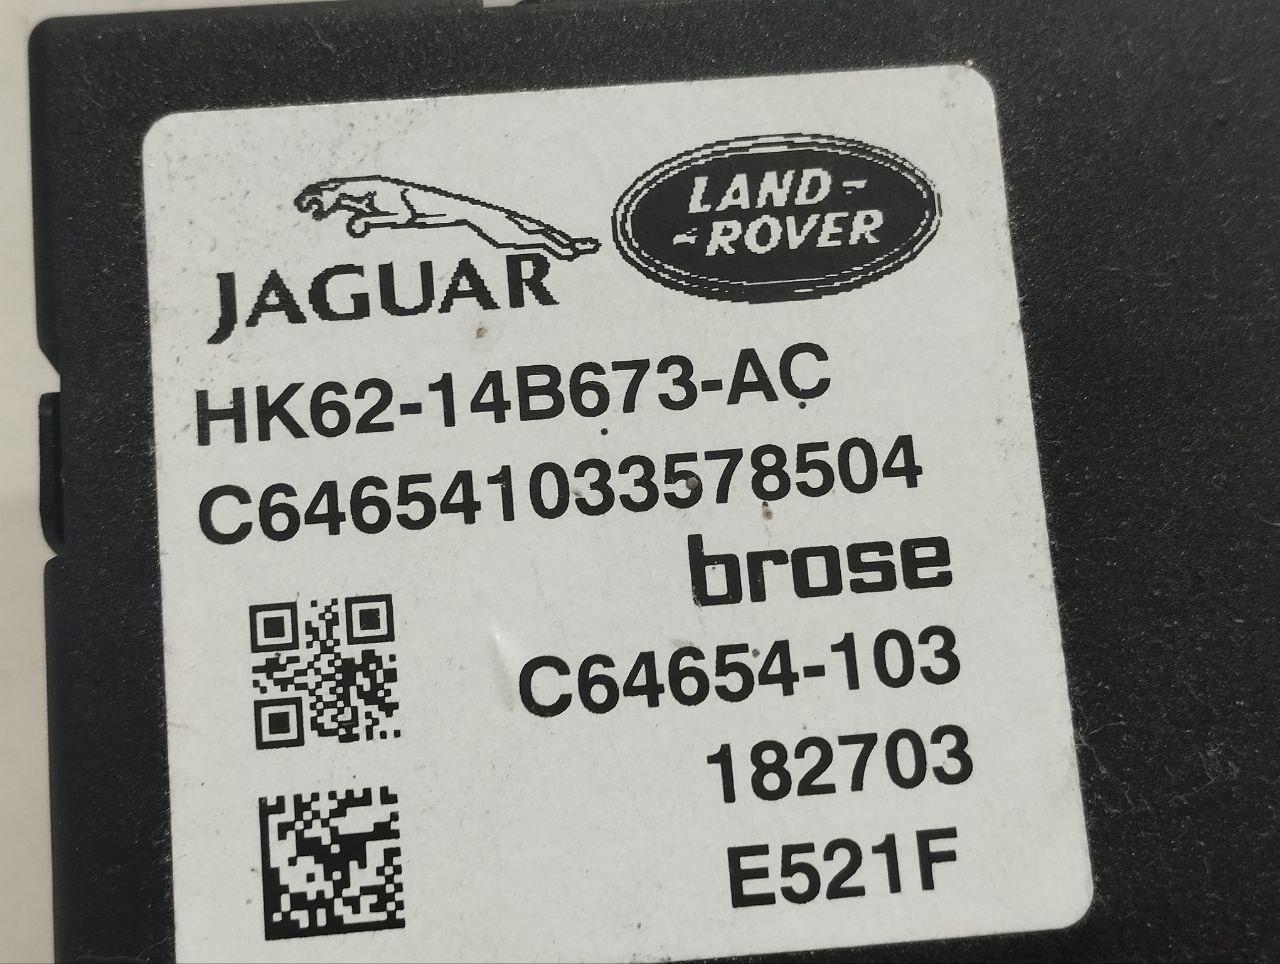 JAGUAR
LAND-
-ROVER
HK62-14B673-AC
C646541033578504
brose
C64654-103
182703
E521F